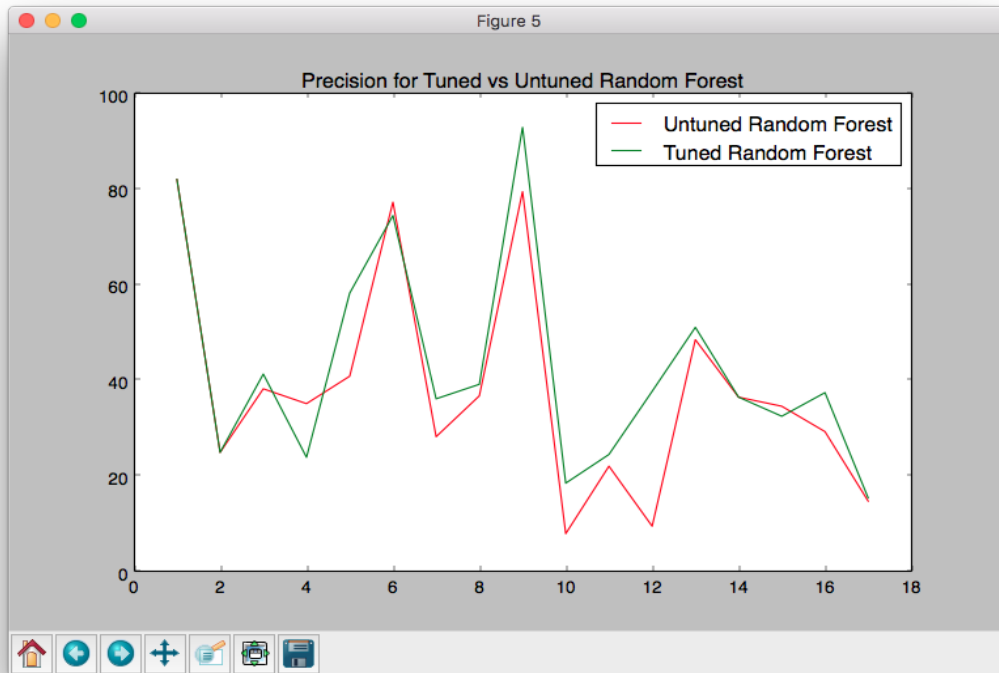 Figure 5
Precision for Tuned vs Untuned Random Forest
100
80
60
40
20
0
Untuned Random Forest
Tuned Random Forest
0 2 4 6 8 10 12 14 16 18